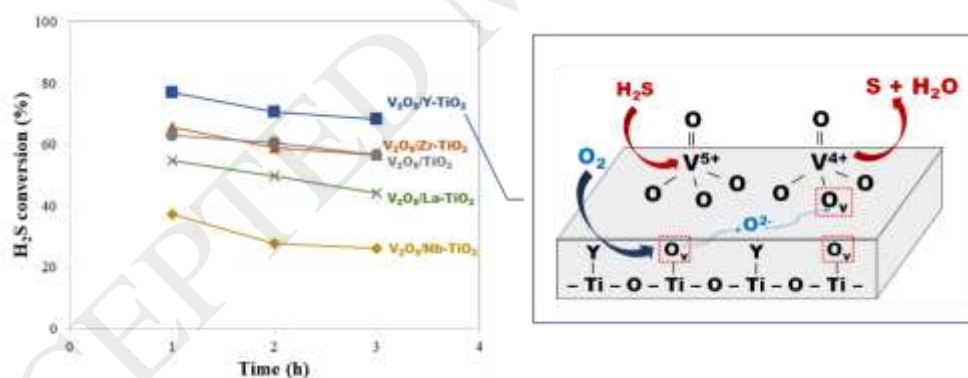 CEPTED M
100
80
60
40
20
0
0
1
2
3
4
H₂S conversion (%)
Time (h)
V₂O₅/Y-TiO₂
V₂O₅/Zr-TiO₂
V₂O₅/TiO₂
V₂O₅/La-TiO₂
V₂O₅/Nb-TiO₂
H₂S
S + H₂O
O O
O₂
V⁵⁺ V⁴⁺
O O O O
O Oᵥ
O²⁻
Y Oᵥ Y Oᵥ
– Ti – O – Ti – O – Ti – O – Ti –